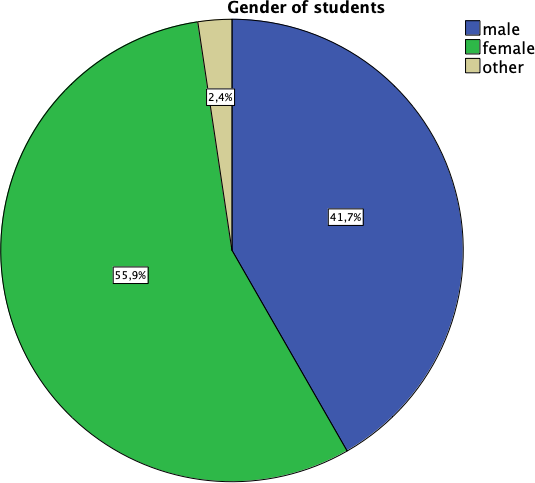 Gender of students
male
female
other
2,4%
41,7%
55,9%